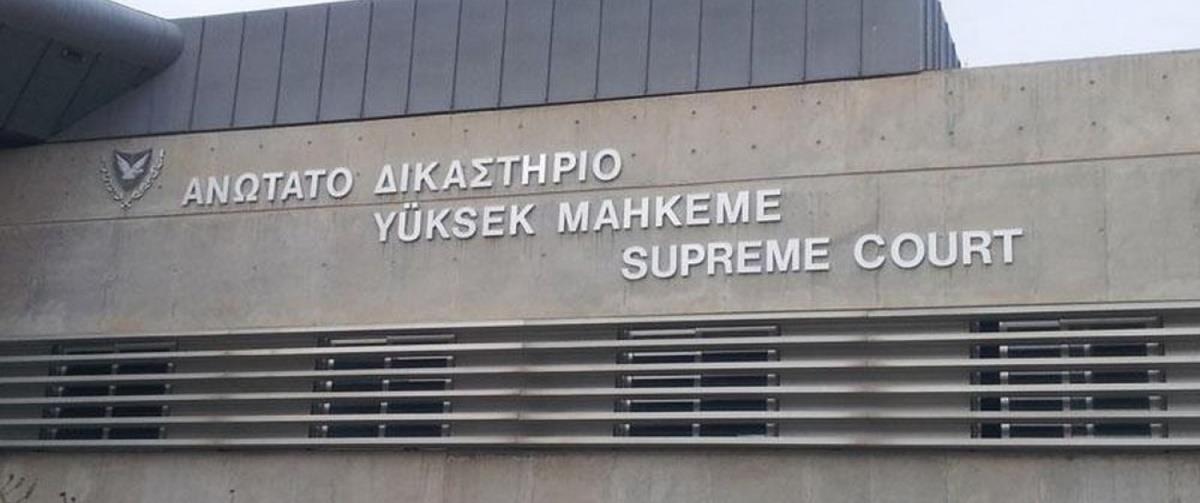 ΑΝΩΤΑΤΟ ΔΙΚΑΣΤΗΡΙΟ
YÜKSEK MAHKEME
SUPREME COURT